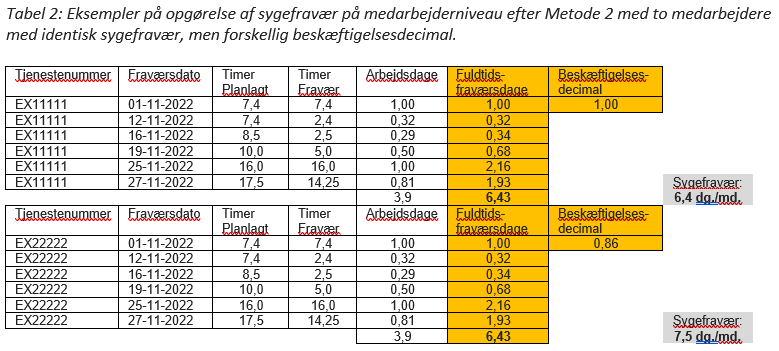 Tabel 2: Eksempler på opgørelse af sygefravær på medarbejderniveau efter Metode 2 med to medarbejdere
med identisk sygefravær, men forskellig beskæftigelsesdecimal.
Tjenestenummer Fraværsdato Timer Planlagt Timer Fravær Arbejdsdage Fuldtids-fraværsdage Beskæftigelses-decimal
EX11111 01-11-2022 7,4 7,4 1,00 1,00 1,00
EX11111 12-11-2022 7,4 2,4 0,32 0,32
EX11111 16-11-2022 8,5 2,5 0,29 0,34
EX11111 19-11-2022 10,0 5,0 0,50 0,68
EX11111 25-11-2022 16,0 16,0 1,00 2,16
EX11111 27-11-2022 17,5 14,25 0,81 1,93 Sygefravær:
3,9 6,43 6,4 dg./md.
Tjenestenummer Fraværsdato Timer Planlagt Timer Fravær Arbejdsdage Fuldtids-fraværsdage Beskæftigelses-decimal
EX22222 01-11-2022 7,4 7,4 1,00 1,00 0,86
EX22222 12-11-2022 7,4 2,4 0,32 0,32
EX22222 16-11-2022 8,5 2,5 0,29 0,34
EX22222 19-11-2022 10,0 5,0 0,50 0,68
EX22222 25-11-2022 16,0 16,0 1,00 2,16
EX22222 27-11-2022 17,5 14,25 0,81 1,93 Sygefravær:
3,9 6,43 7,5 dg./md.